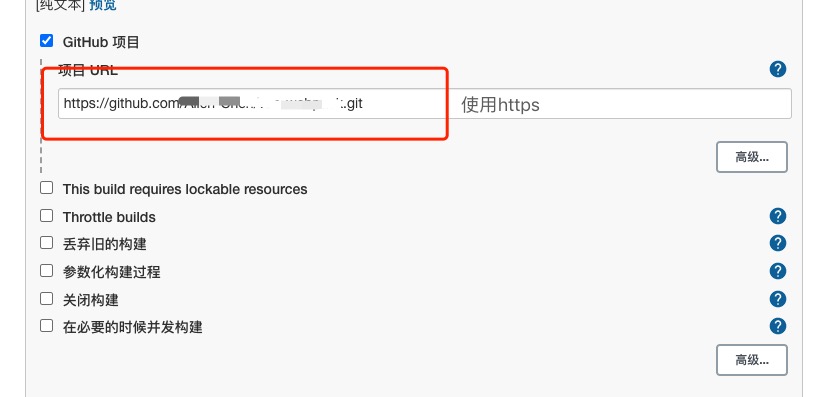 [纯文本] 预览
GitHub 项目
项目 URL
https://github.com/ .git 使用https
高级...
This build requires lockable resources
Throttle builds
丢弃旧的构建
参数化构建过程
关闭构建
在必要的时候并发构建
高级...